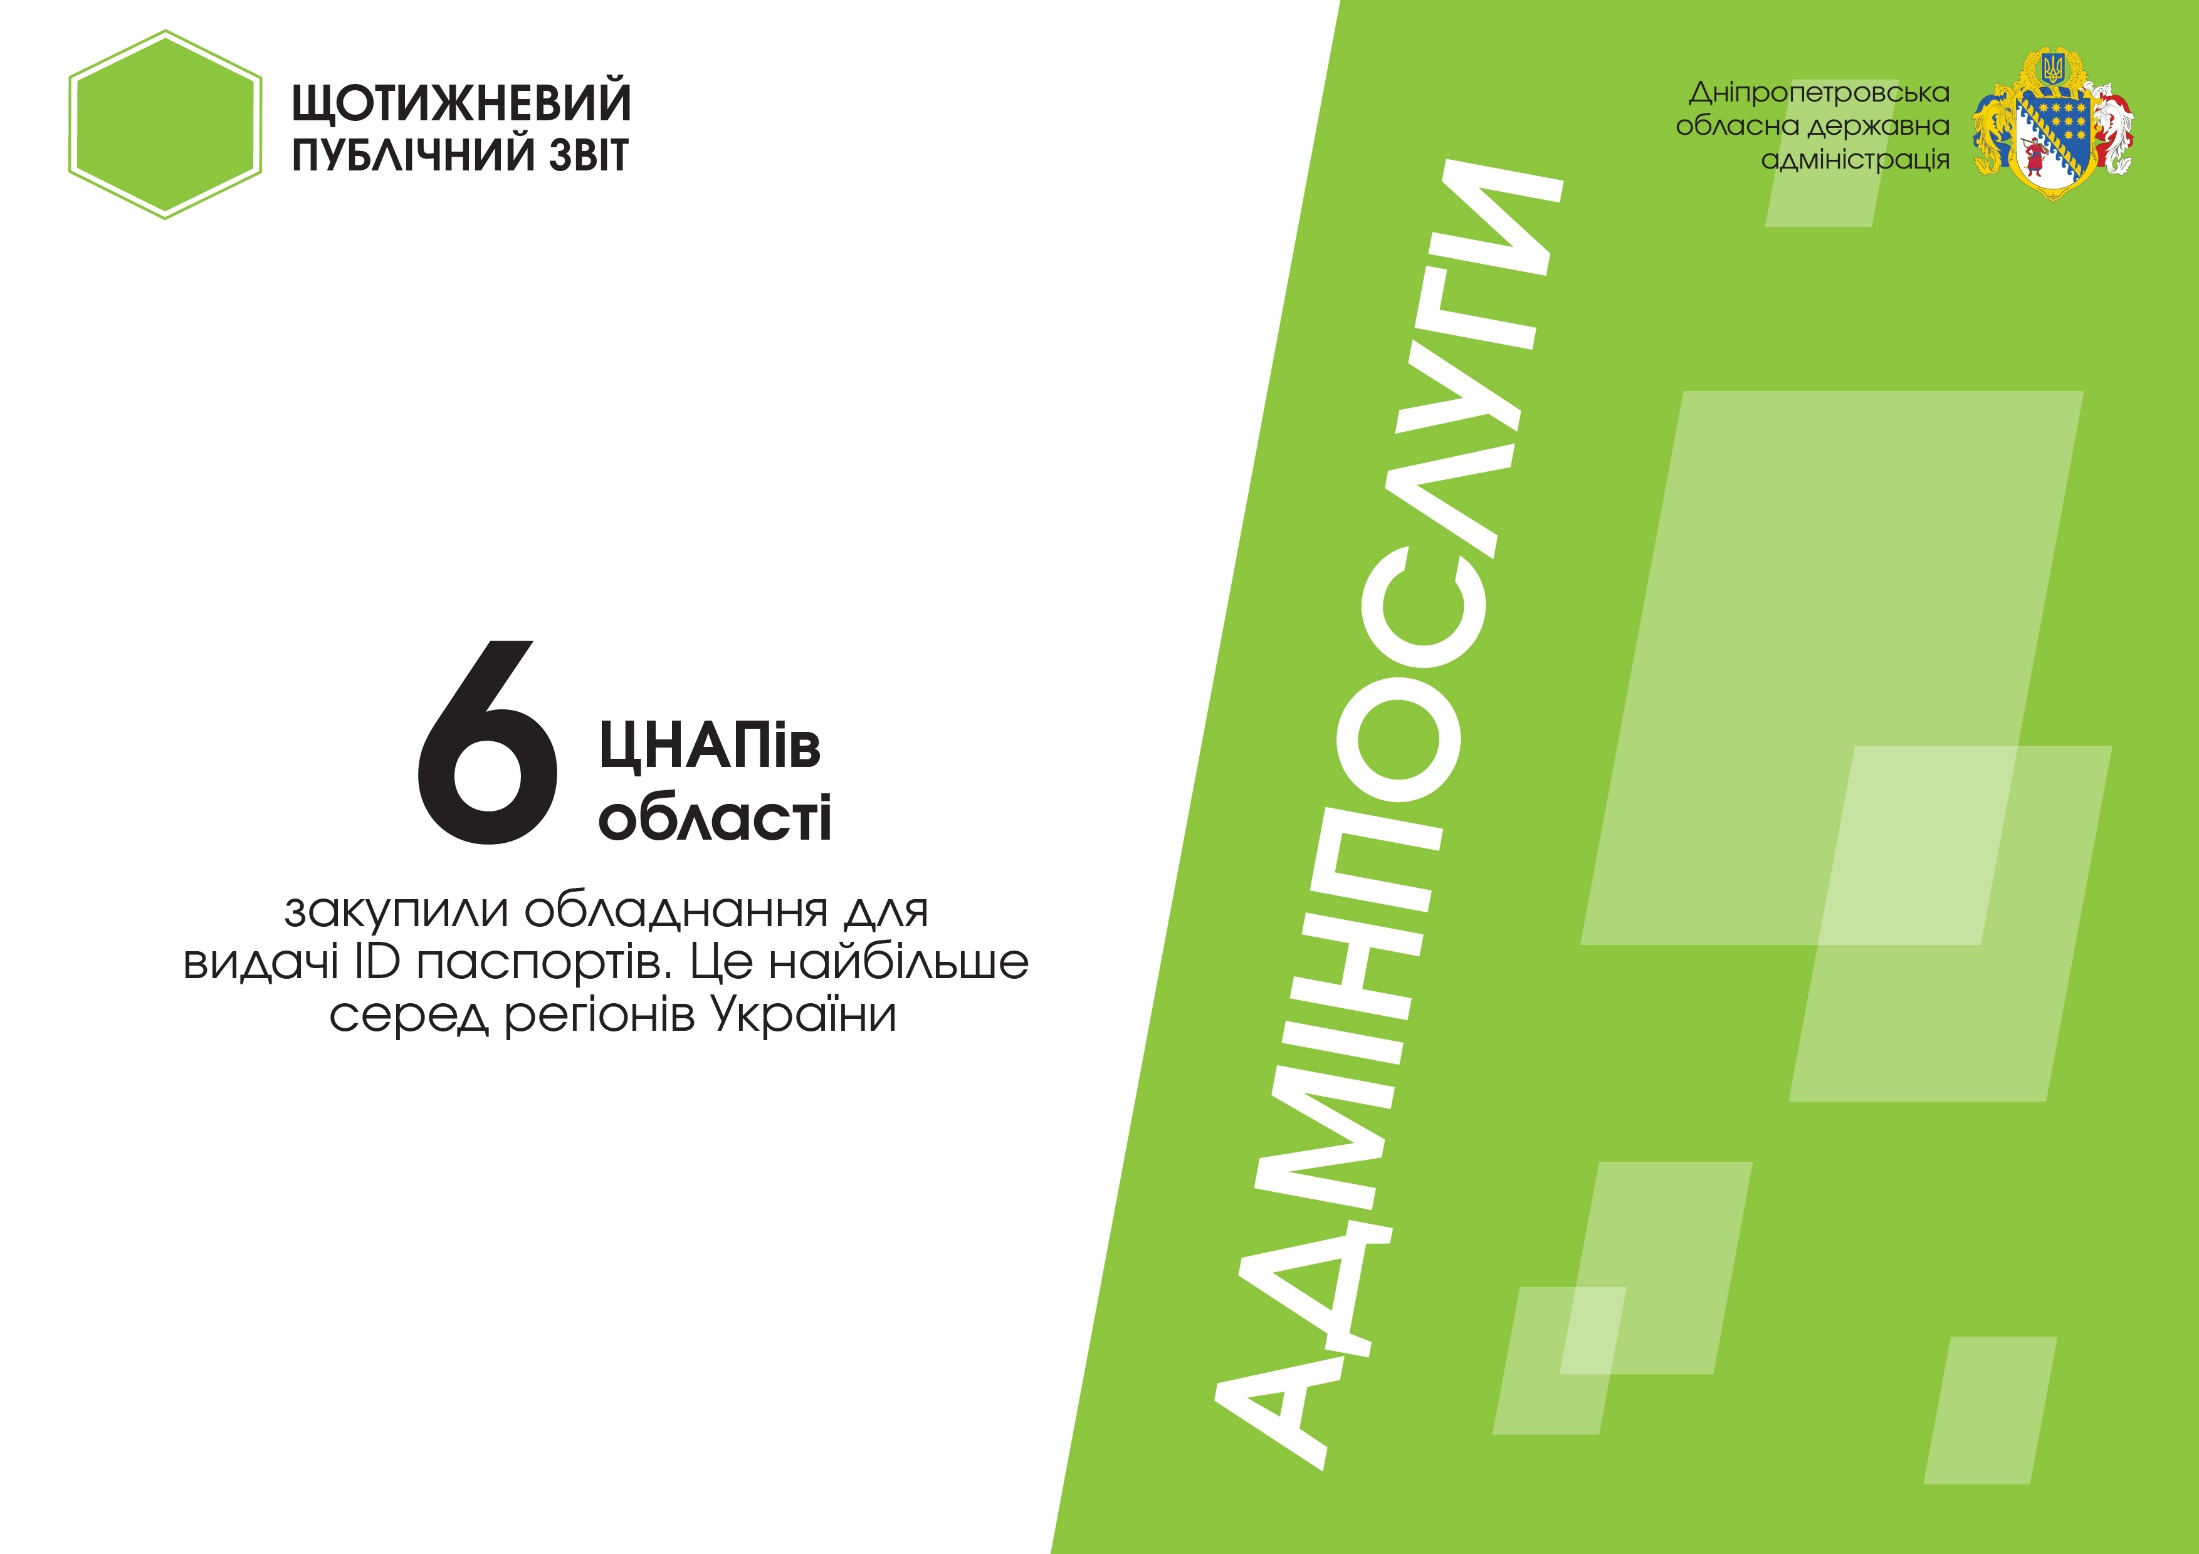 ЩОТИЖНЕВИЙ
ПУБЛІЧНИЙ ЗВІТ
Дніпропетровська
обласна державна
адміністрація
АДМІНПОСЛУГИ
6
ЦНАПів
області
закупили обладнання для
видачі ID паспортів. Це найбільше
серед регіонів України